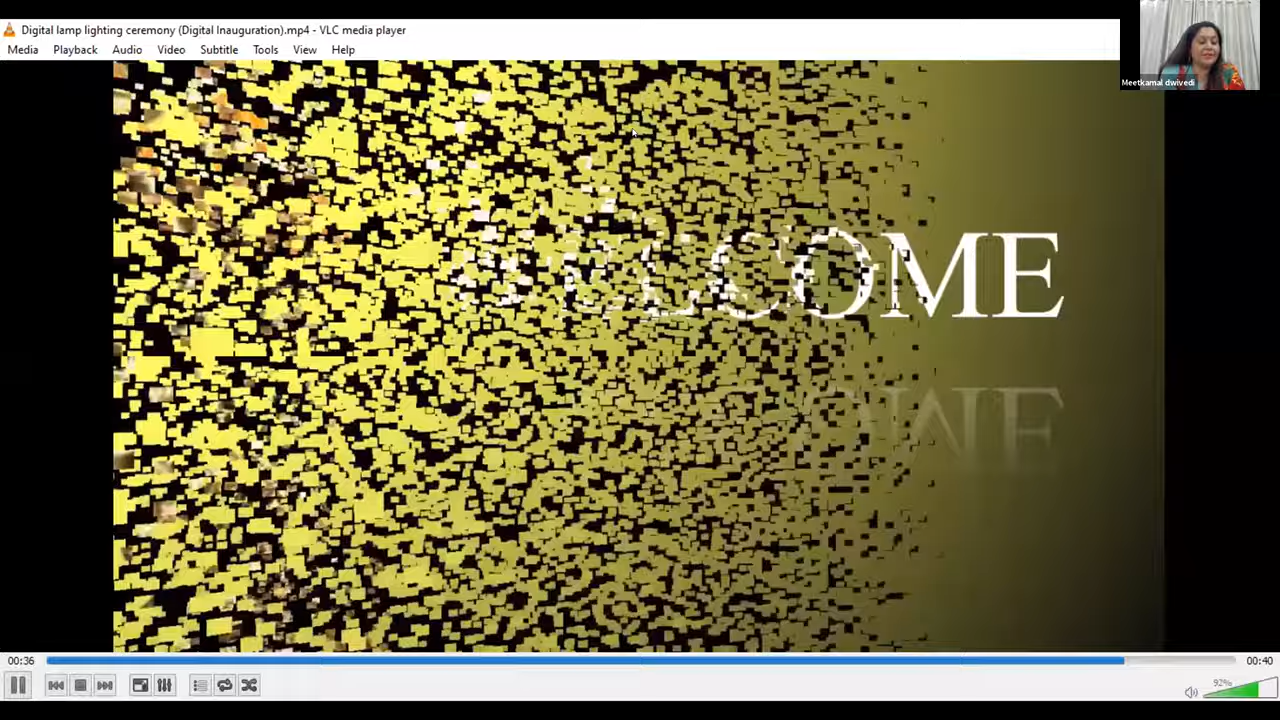 Digital lamp lighting ceremony (Digital Inauguration).mp4 - VLC media player
Media Playback Audio Video Subtitle Tools View Help
Meetkamal dwivedi
WELCOME
00:36
00:40
92%